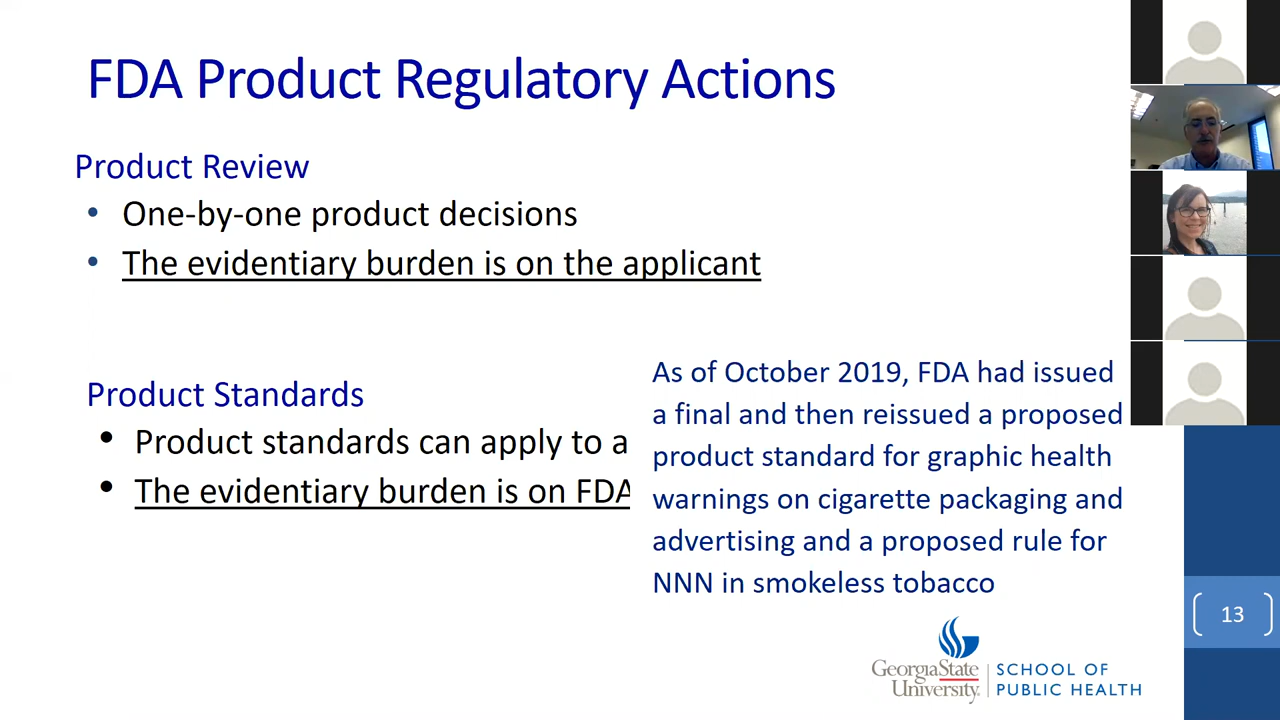 FDA Product Regulatory Actions
Product Review
• One-by-one product decisions
• The evidentiary burden is on the applicant
Product Standards
• Product standards can apply to a
• The evidentiary burden is on FDA
As of October 2019, FDA had issued
a final and then reissued a proposed
product standard for graphic health
warnings on cigarette packaging and
advertising and a proposed rule for
NNN in smokeless tobacco
13
GeorgiaState
University.
SCHOOL OF
PUBLIC HEALTH